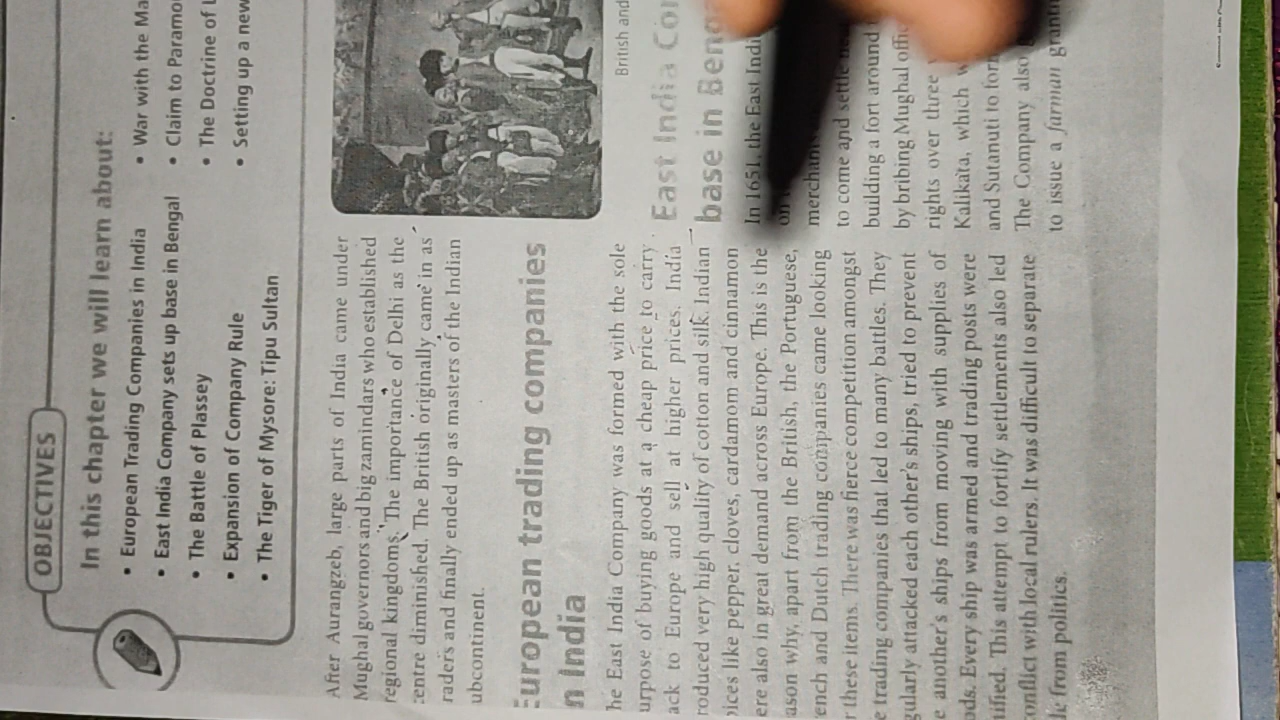 OBJECTIVES
In this chapter we will learn about:
• European Trading Companies in India
• East India Company sets up base in Bengal
• The Battle of Plassey
• Expansion of Company Rule
• The Tiger of Mysore: Tipu Sultan
• War with the Ma
• Claim to Paramo
• The Doctrine of L
• Setting up a new
After Aurangzeb, large parts of India came under
Mughal governors and big zamindars who established
regional kingdoms. The importance of Delhi as the
centre diminished. The British originally came in as
raders and finally ended up as masters of the Indian
ubcontinent.
European trading companies
n India
he East India Company was formed with the sole
urpose of buying goods at a cheap price to carry
ack to Europe and sell at higher prices. India
roduced very high quality of cotton and silk. Indian
ices like pepper, cloves, cardamom and cinnamon
ere also in great demand across Europe. This is the
ason why, apart from the British, the Portuguese,
ench and Dutch trading companies came looking
r these items. There was fierce competition amongst
e trading companies that led to many battles. They
gularly attacked each other's ships, tried to prevent
e another's ships from moving with supplies of
ods. Every ship was armed and trading posts were
tified. This attempt to fortify settlements also led
conflict with local rulers. It was difficult to separate
le from politics.
British and
East India Co
base in Beng
In 1651, the East Indi
on
merchant
to come and settle
building a fort around
by bribing Mughal offi
rights over three
Kalikata, which w
and Sutanuti to for
The Company also
to issue a farman grant